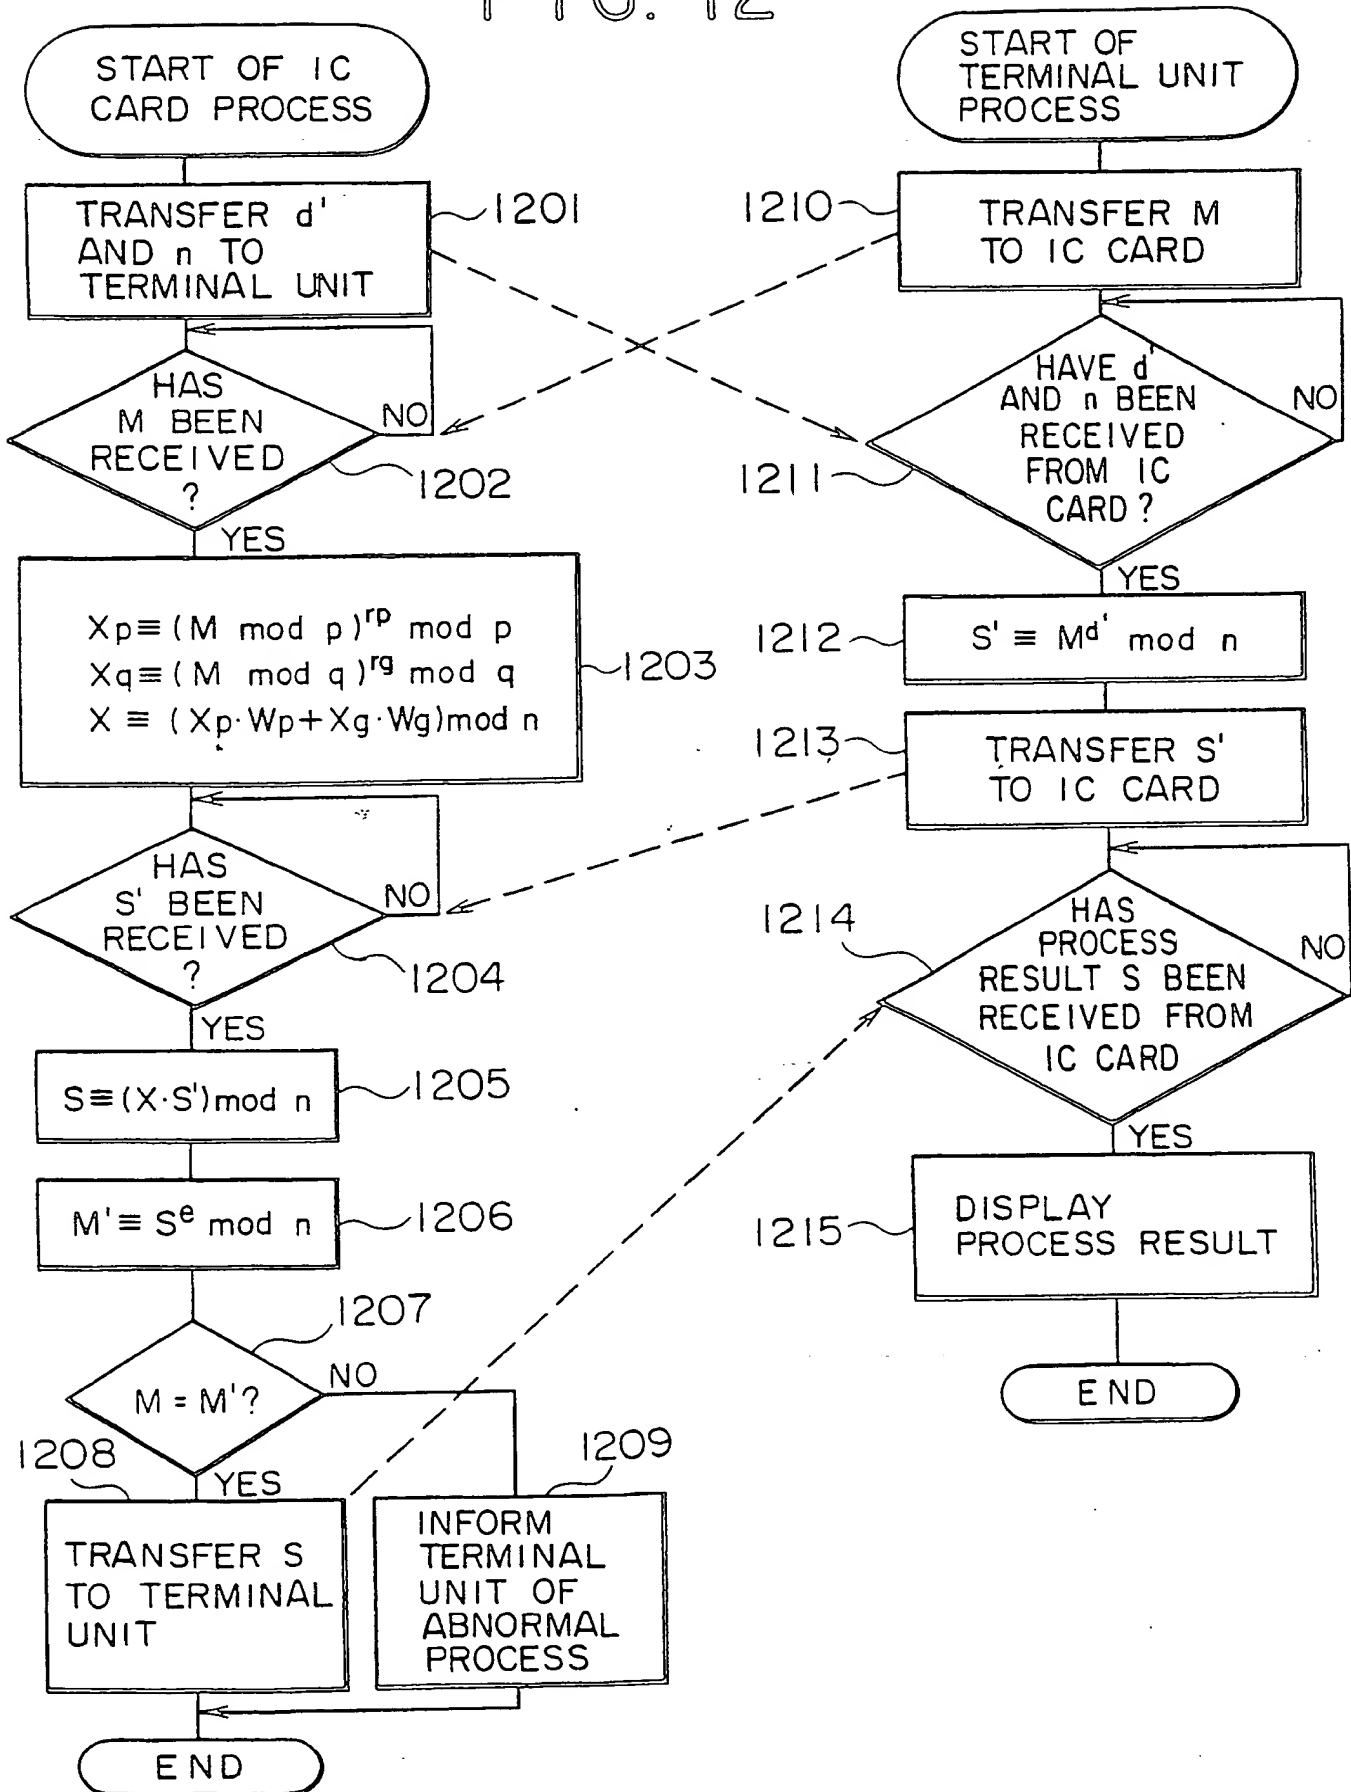 FIG. 12
START OF IC
CARD PROCESS
TRANSFER d'
AND n TO
TERMINAL UNIT
1201
HAS
M BEEN
RECEIVED
?
NO
1202
YES
Xp≡(M mod p)^rp mod p
Xq≡(M mod q)^rg mod q
X ≡ (Xp·Wp+Xg·Wg)mod n
1203
HAS
S' BEEN
RECEIVED
?
NO
1204
YES
S≡(X·S')mod n
1205
M'≡ S^e mod n
1206
1207
M = M'?
NO
1208
YES
TRANSFER S
TO TERMINAL
UNIT
1209
INFORM
TERMINAL
UNIT OF
ABNORMAL
PROCESS
END
START OF
TERMINAL UNIT
PROCESS
1210
TRANSFER M
TO IC CARD
HAVE d'
AND n BEEN
RECEIVED
FROM IC
CARD?
NO
1211
YES
1212
S' ≡ M^d' mod n
1213
TRANSFER S'
TO IC CARD
1214
HAS
PROCESS
RESULT S BEEN
RECEIVED FROM
IC CARD
NO
YES
1215
DISPLAY
PROCESS RESULT
END